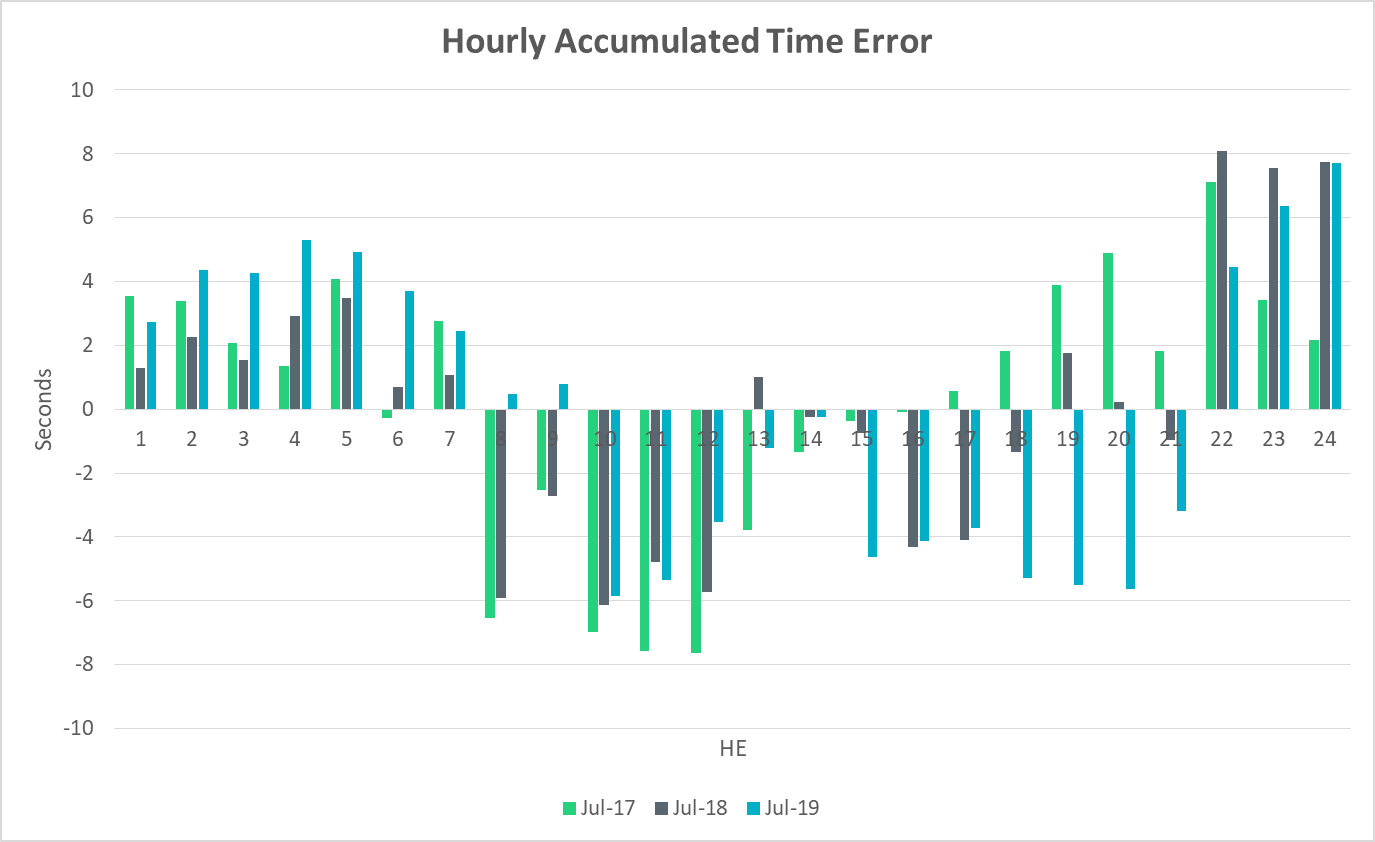 Hourly Accumulated Time Error
10
8
6
4
2
0
-2
-4
-6
-8
-10
Seconds
1 2 3 4 5 6 7 8 9 10 11 12 13 14 15 16 17 18 19 20 21 22 23 24
HE
Jul-17 Jul-18 Jul-19